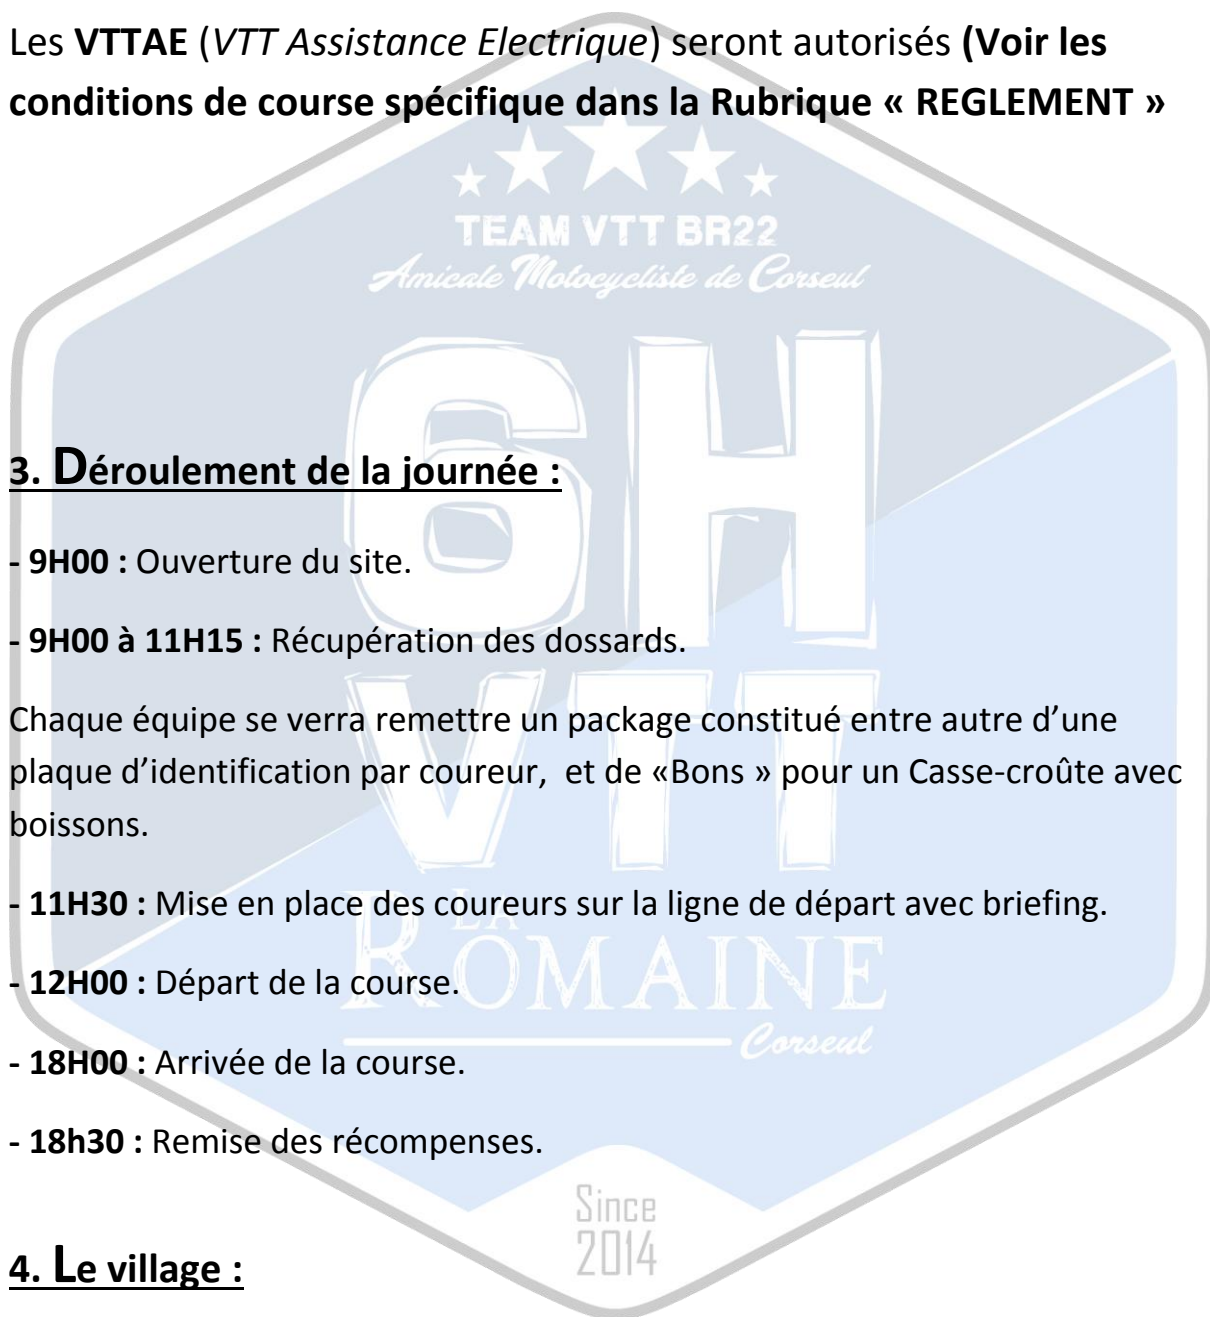 Les VTTAE (VTT Assistance Electrique) seront autorisés (Voir les
conditions de course spécifique dans la Rubrique « REGLEMENT »
TEAM VTT BR22
Amicale Motocycliste de Corseul
6H
3. Déroulement de la journée :
- 9H00 : Ouverture du site.
- 9H00 à 11H15 : Récupération des dossards.
VTT
Chaque équipe se verra remettre un package constitué entre autre d’une
plaque d’identification par coureur,  et de «Bons » pour un Casse-croûte avec
boissons.
- 11H30 : Mise en place des coureurs sur la ligne de départ avec briefing.
LA
ROMAINE
- 12H00 : Départ de la course.
Corseul
- 18H00 : Arrivée de la course.
- 18h30 : Remise des récompenses.
Since
2014
4. Le village :